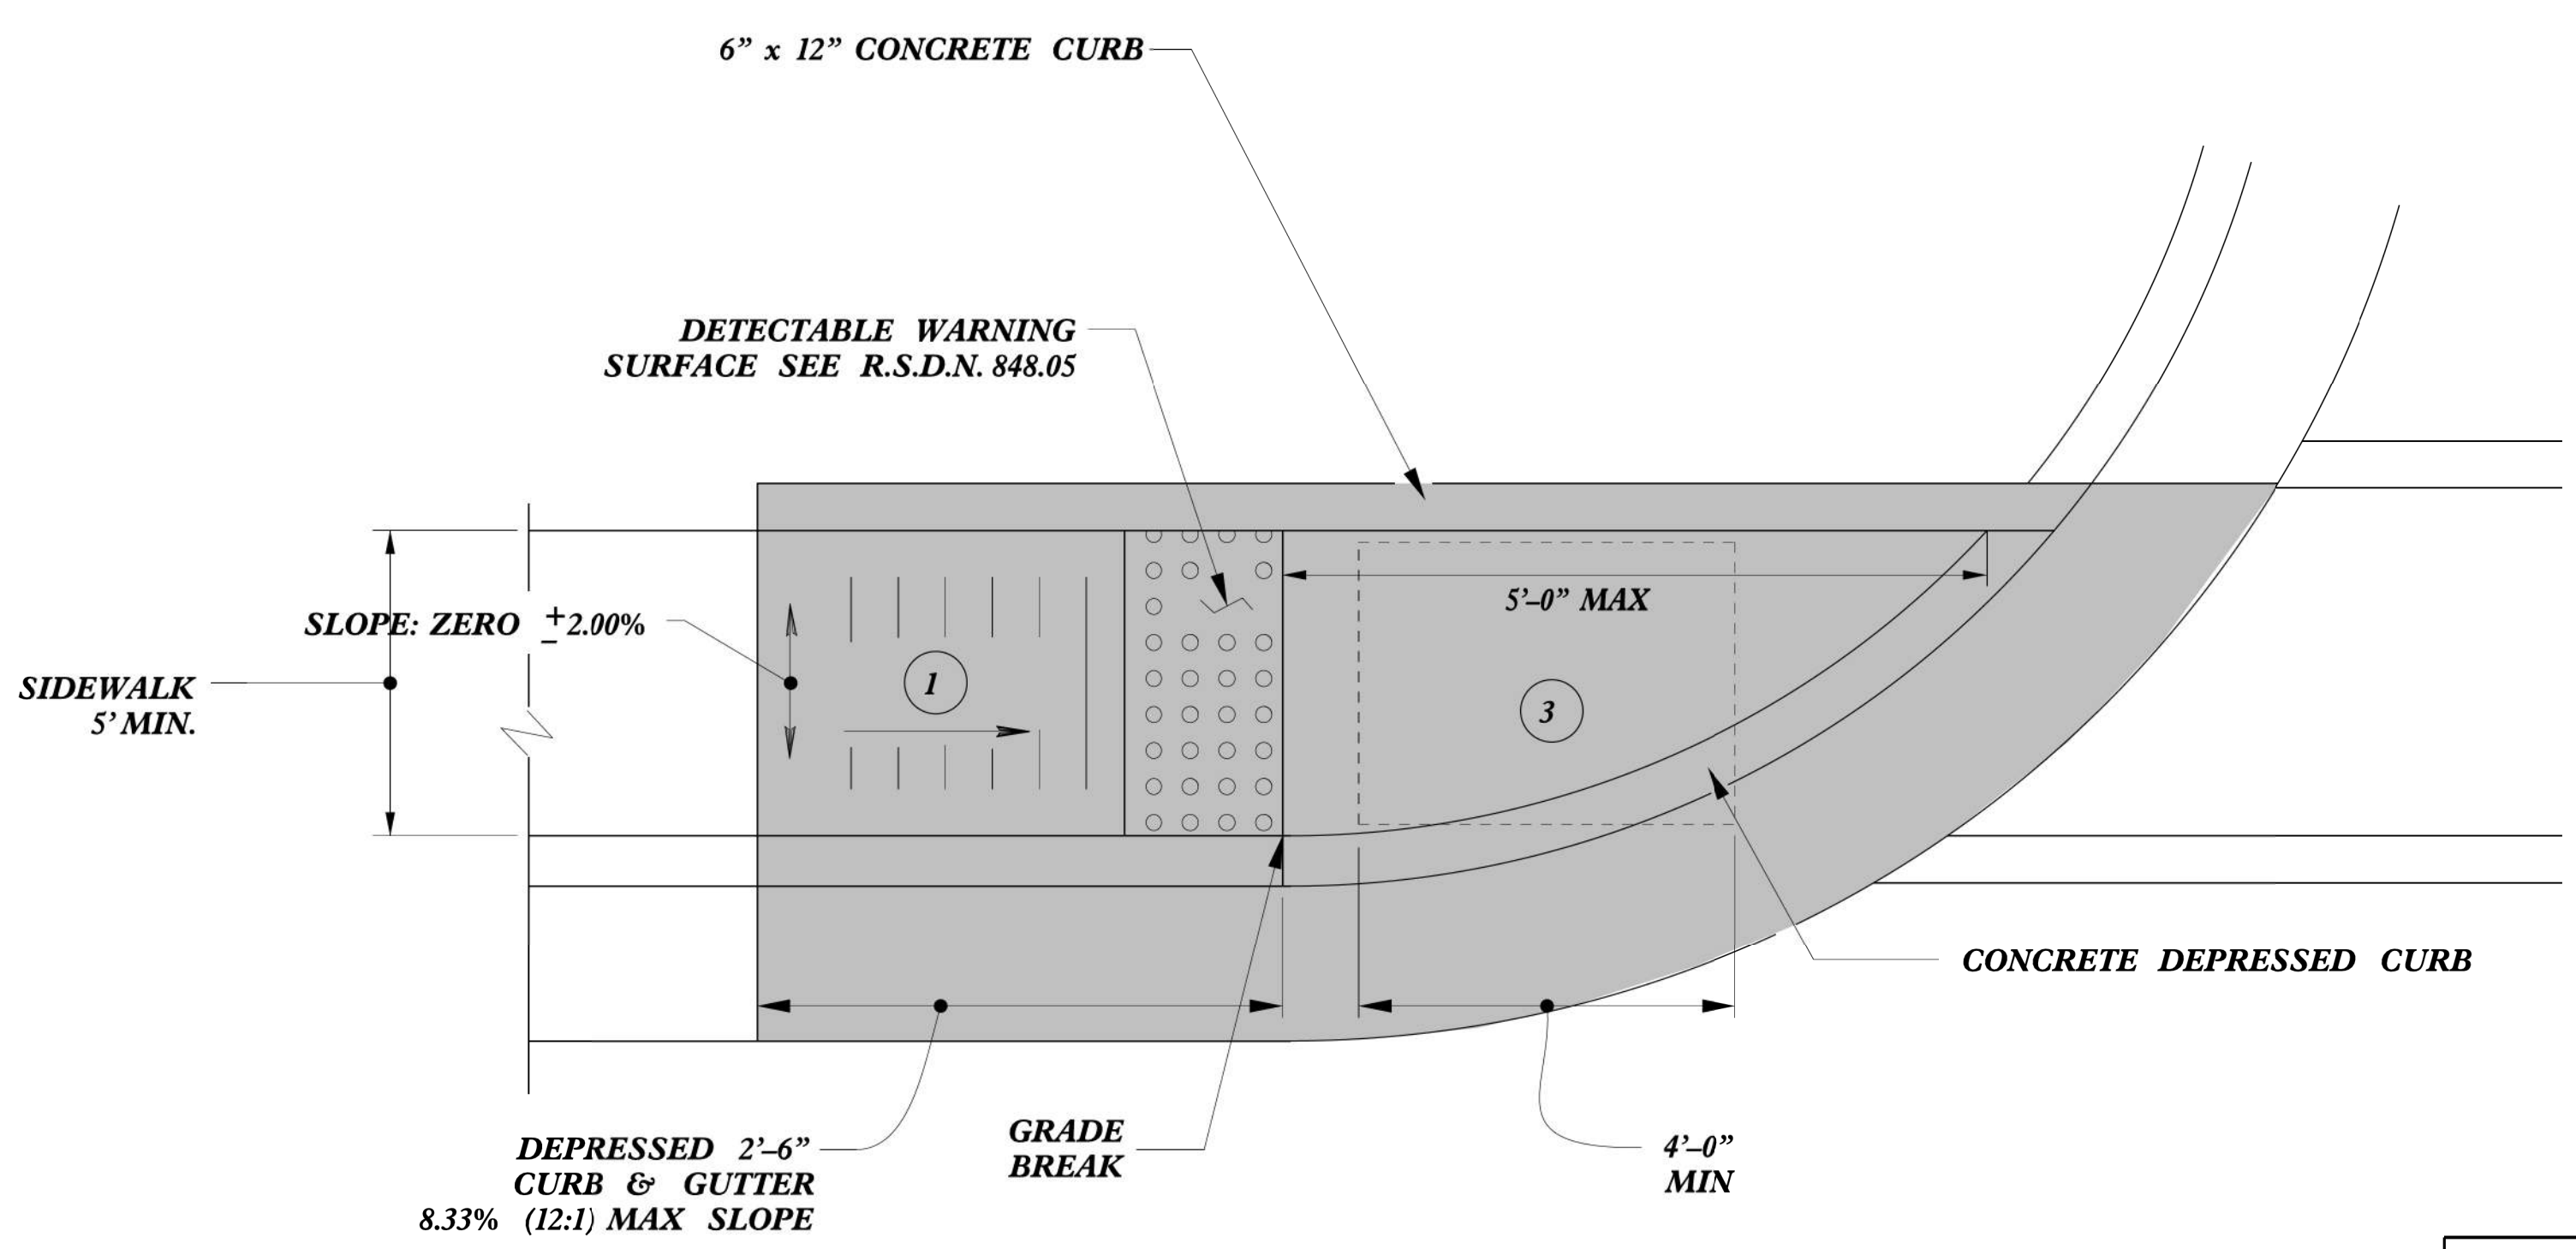 6” x 12” CONCRETE CURB
DETECTABLE WARNING
SURFACE SEE R.S.D.N. 848.05
5’–0” MAX
SLOPE: ZERO ±2.00%
SIDEWALK
5’ MIN.
1
3
CONCRETE DEPRESSED CURB
DEPRESSED 2’–6”
CURB & GUTTER
8.33% (12:1) MAX SLOPE
GRADE
BREAK
4’–0”
MIN